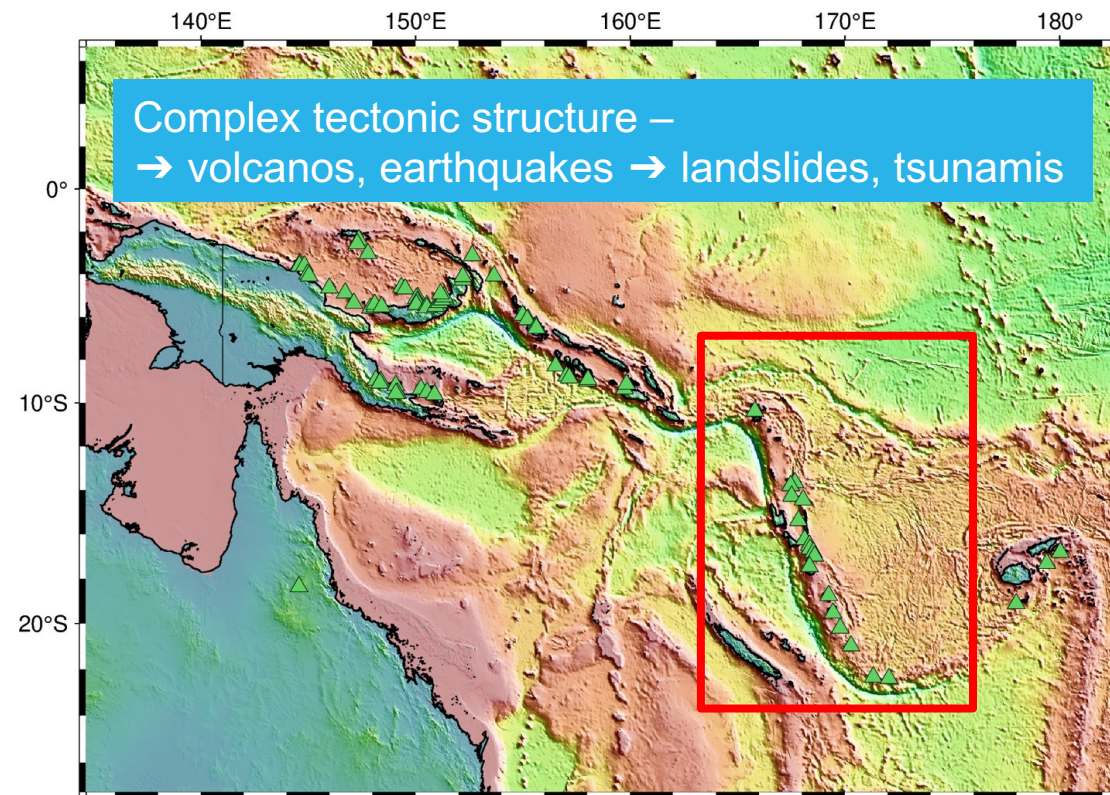 140°E 150°E 160°E 170°E 180°
Complex tectonic structure –
➔ volcanos, earthquakes ➔ landslides, tsunamis
0°
10°S
20°S